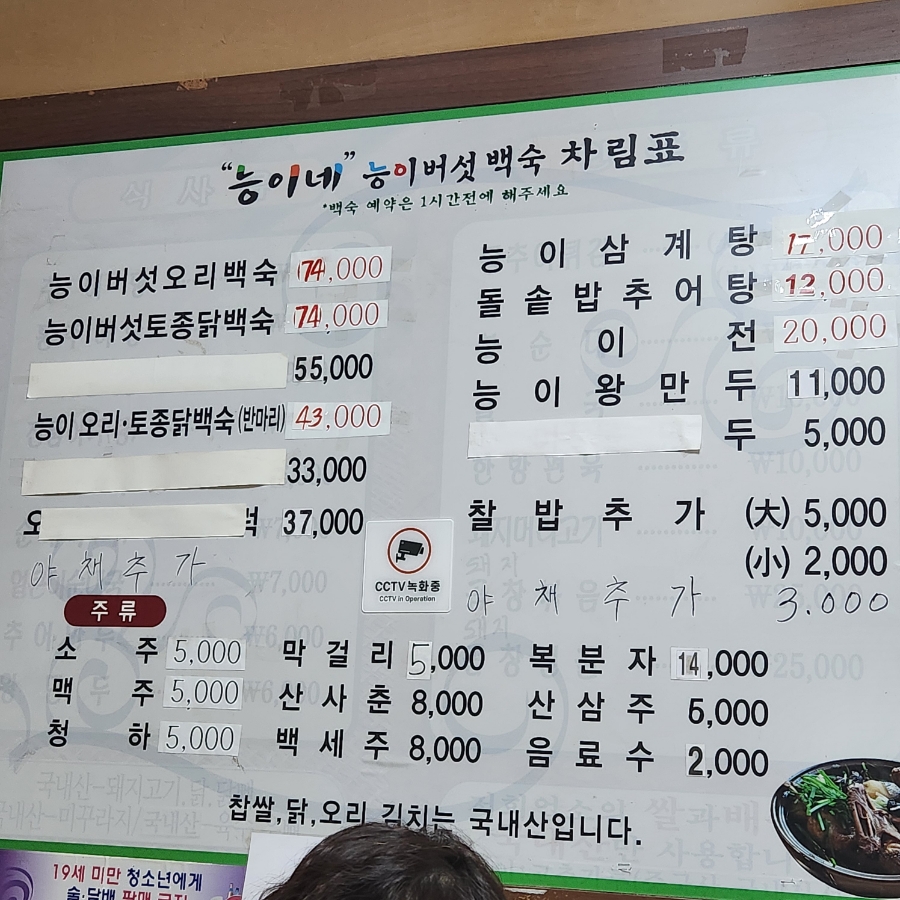 "능이네" 능이버섯백숙 차림표
*백숙 예약은 1시간전에 해주세요
능이버섯오리백숙 74,000
능이버섯토종닭백숙 74,000
55,000
능이 오리·토종닭백숙(반마리) 43,000
33,000
오 37,000
야채추가
능이삼계탕 17,000
돌솥밥추어탕 12,000
능이전 20,000
능이왕만두 11,000
두 5,000
찰밥추가 (大) 5,000
(小) 2,000
야채추가 3.000
CCTV 녹화중
CCTV in Operation
주류
소주 5,000 막걸리 5,000 복분자 14,000
맥주 5,000 산사춘 8,000 산삼주 6,000
청하 5,000 백세주 8,000 음료수 2,000
찹쌀,닭,오리 김치는 국내산입니다.
19세 미만 청소년에게
술·담배 판매 금지